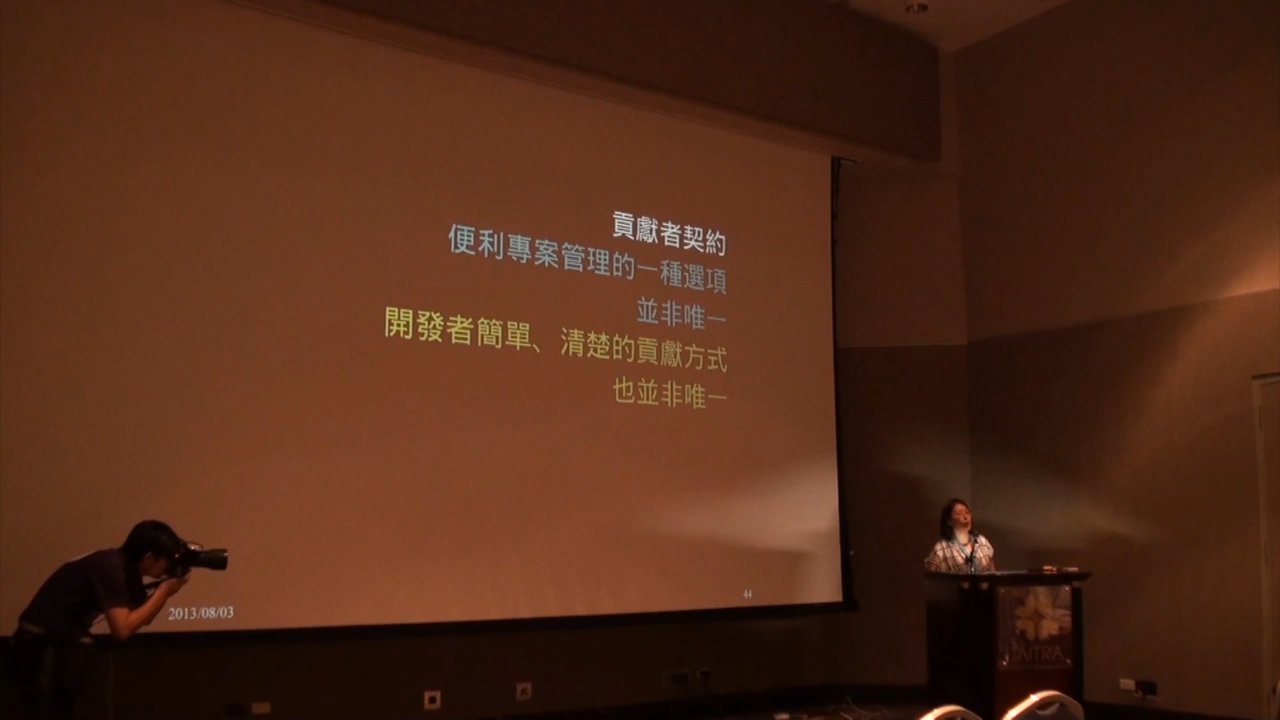 貢獻者契約
便利專案管理的一種選項
並非唯一
開發者簡單、清楚的貢獻方式
也並非唯一
2013/08/03
44
TAITRA